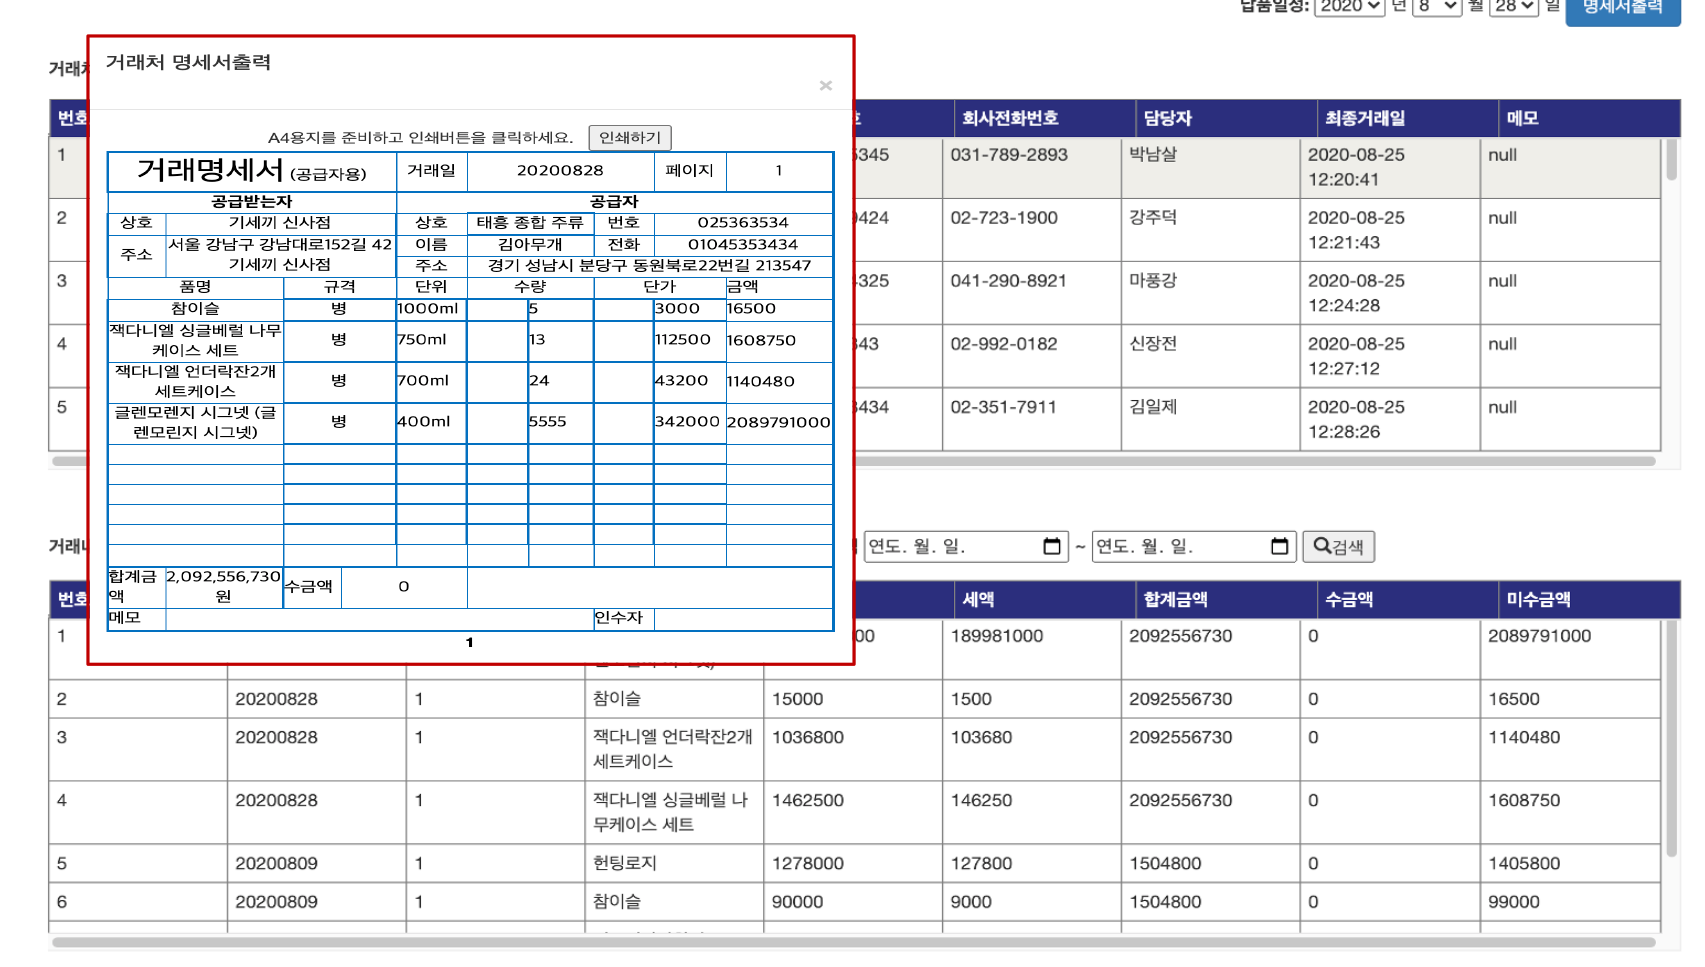 납품일정: 2020 년 8 월 28 일 명세서출력
거래처 명세서출력
×
A4용지를 준비하고 인쇄버튼을 클릭하세요. 인쇄하기
거래명세서 (공급자용) 거래일 20200828 페이지 1
공급받는자 공급자
상호 기세끼 신사점 상호 태흥 종합 주류 번호 025363534
주소 서울 강남구 강남대로152길 42 이름 김아무개 전화 01045353434
기세끼 신사점 주소 경기 성남시 분당구 동원북로22번길 213547
품명 규격 단위 수량 단가 금액
참이슬 병 1000ml 5 3000 16500
잭다니엘 싱글베럴 나무
케이스 세트 병 750ml 13 112500 1608750
잭다니엘 언더락잔2개
세트케이스 병 700ml 24 43200 1140480
글렌모렌지 시그넷 (글
렌모린지 시그넷) 병 400ml 5555 342000 2089791000
합계금
액 2,092,556,730
원 수금액 0
메모 인수자
1
번호 회사전화번호 담당자 최종거래일 메모
1 5345 031-789-2893 박남살 2020-08-25
12:20:41 null
2 9424 02-723-1900 강주덕 2020-08-25
12:21:43 null
3 4325 041-290-8921 마풍강 2020-08-25
12:24:28 null
4 343 02-992-0182 신장전 2020-08-25
12:27:12 null
5 3434 02-351-7911 김일제 2020-08-25
12:28:26 null
연도. 월. 일. ~ 연도. 월. 일. 검색
번호 세액 합계금액 수금액 미수금액
1 00 189981000 2092556730 0 2089791000
2 20200828 1 참이슬 15000 1500 2092556730 0 16500
3 20200828 1 잭다니엘 언더락잔2개
세트케이스 1036800 103680 2092556730 0 1140480
4 20200828 1 잭다니엘 싱글베럴 나
무케이스 세트 1462500 146250 2092556730 0 1608750
5 20200809 1 헌팅로지 1278000 127800 1504800 0 1405800
6 20200809 1 참이슬 90000 9000 1504800 0 99000